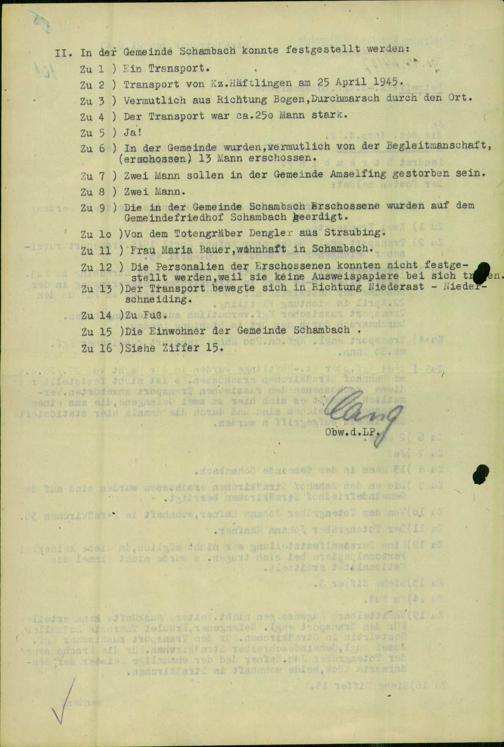 II. In der Gemeinde Schambach konnte festgestellt werden:
Zu 1 ) Ein Transport.
Zu 2 ) Transport von Kz.Häftlingen am 25 April 1945.
Zu 3 ) Vermutlich aus Richtung Bogen,Durchmarsch durch den Ort.
Zu 4 ) Der Transport war ca.25o Mann stark.
Zu 5 ) Ja!
Zu 6 ) In der Gemeinde wurden,vermutlich von der Begleitmanschaft,
(erschossen) 13 Mann erschossen.
Zu 7 ) Zwei Mann sollen in der Gemeinde Amselfing gestorben sein.
Zu 8 ) Zwei Mann.
Zu 9 ) Die in der Gemeinde Schambach Erschossene wurden auf dem
Gemeindefriedhof Schambach beerdigt.
Zu 1o )Von dem Totengräber Dengler aus Straubing.
Zu 11 ) Frau Maria Bauer,wohnhaft in Schambach.
Zu 12 ) Die Personalien der Erschossenen konnten nicht festge-
stellt werden,weil sie keine Ausweispapiere bei sich trugen.
Zu 13 )Der Transport bewegte sich in Richtung Niederast - Nieder-
schneiding.
Zu 14 )Zu Fuß.
Zu 15 )Die Einwohner der Gemeinde Schambach .
Zu 16 )Siehe Ziffer 15.
Obw.d.LP.